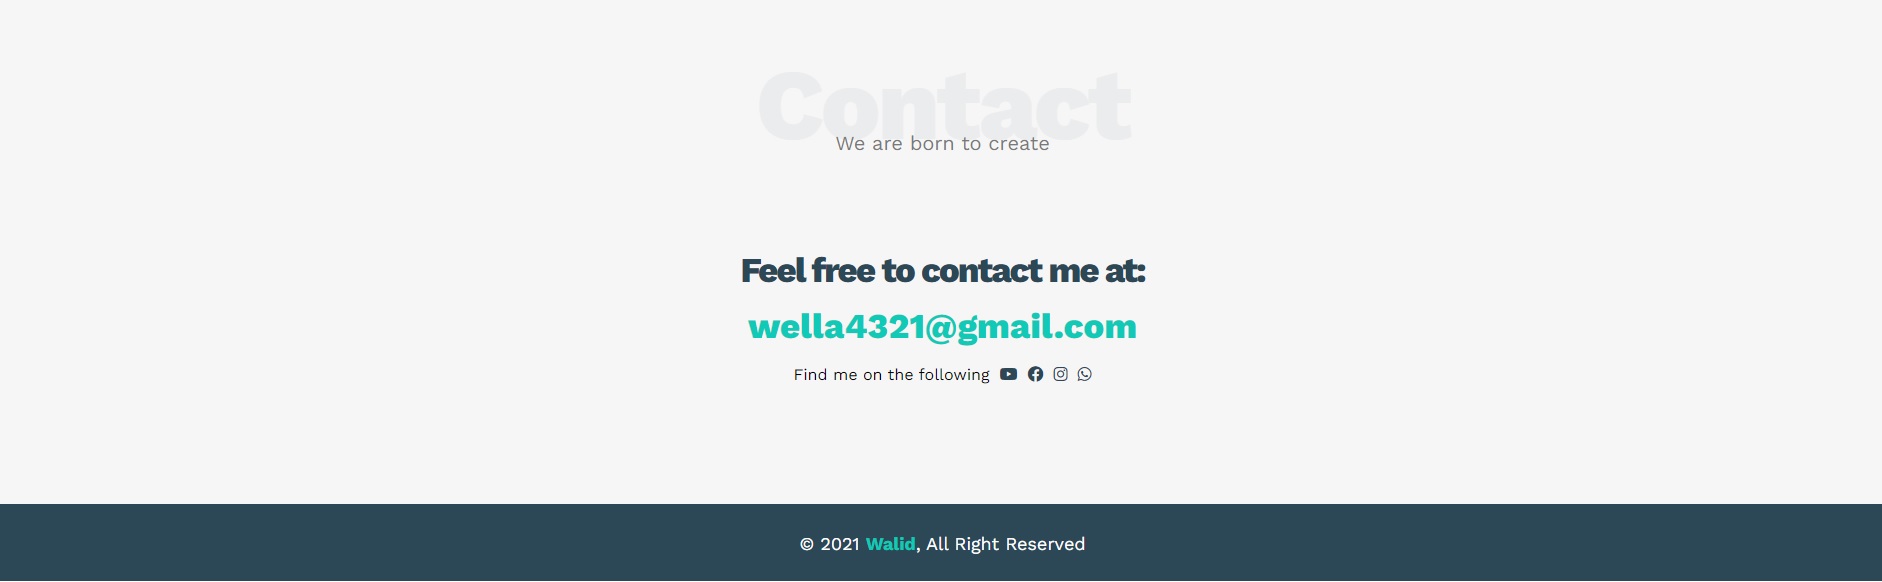 Contact
We are born to create
Feel free to contact me at:
wella4321@gmail.com
Find me on the following
© 2021 Walid, All Right Reserved